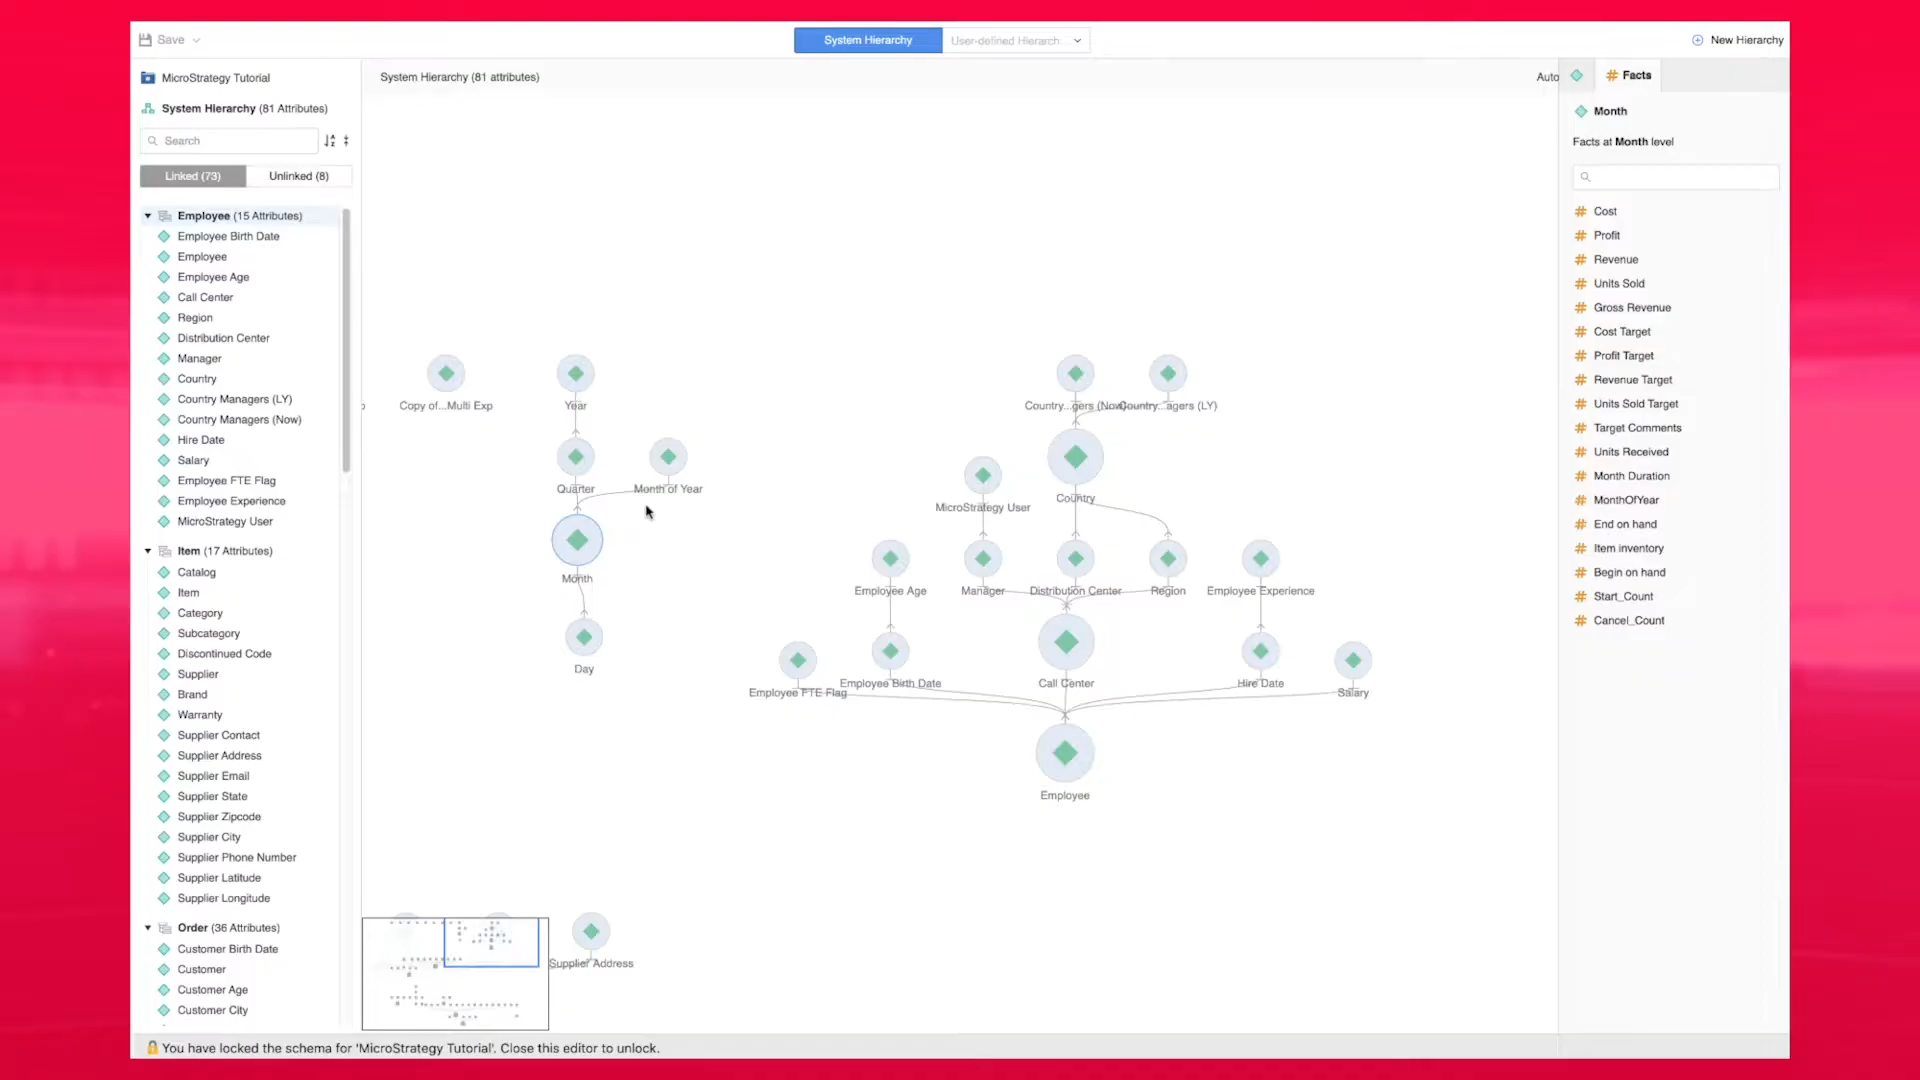 Save
System Hierarchy
User-defined Hierarch
New Hierarchy
MicroStrategy Tutorial
System Hierarchy (81 Attributes)
Search
Linked (73)
Unlinked (8)
Employee (15 Attributes)
Employee Birth Date
Employee
Employee Age
Call Center
Region
Distribution Center
Manager
Country
Country Managers (LY)
Country Managers (Now)
Hire Date
Salary
Employee FTE Flag
Employee Experience
MicroStrategy User
Item (17 Attributes)
Catalog
Item
Category
Subcategory
Discontinued Code
Supplier
Brand
Warranty
Supplier Contact
Supplier Address
Supplier Email
Supplier State
Supplier Zipcode
Supplier City
Supplier Phone Number
Supplier Latitude
Supplier Longitude
Order (36 Attributes)
Customer Birth Date
Customer
Customer Age
Customer City
System Hierarchy (81 attributes)
Auto
Copy of...Multi Exp
Year
Country...gers (Now)
Country...agers (LY)
Quarter
Month of Year
Country
MicroStrategy User
Month
Employee Age
Manager
Distribution Center
Region
Employee Experience
Day
Employee FTE Flag
Employee Birth Date
Call Center
Hire Date
Salary
Employee
Supplier Address
# Facts
Month
Facts at Month level
# Cost
# Profit
# Revenue
# Units Sold
# Gross Revenue
# Cost Target
# Profit Target
# Revenue Target
# Units Sold Target
# Target Comments
# Units Received
# Month Duration
# MonthOfYear
# End on hand
# Item inventory
# Begin on hand
# Start_Count
# Cancel_Count
You have locked the schema for 'MicroStrategy Tutorial'. Close this editor to unlock.